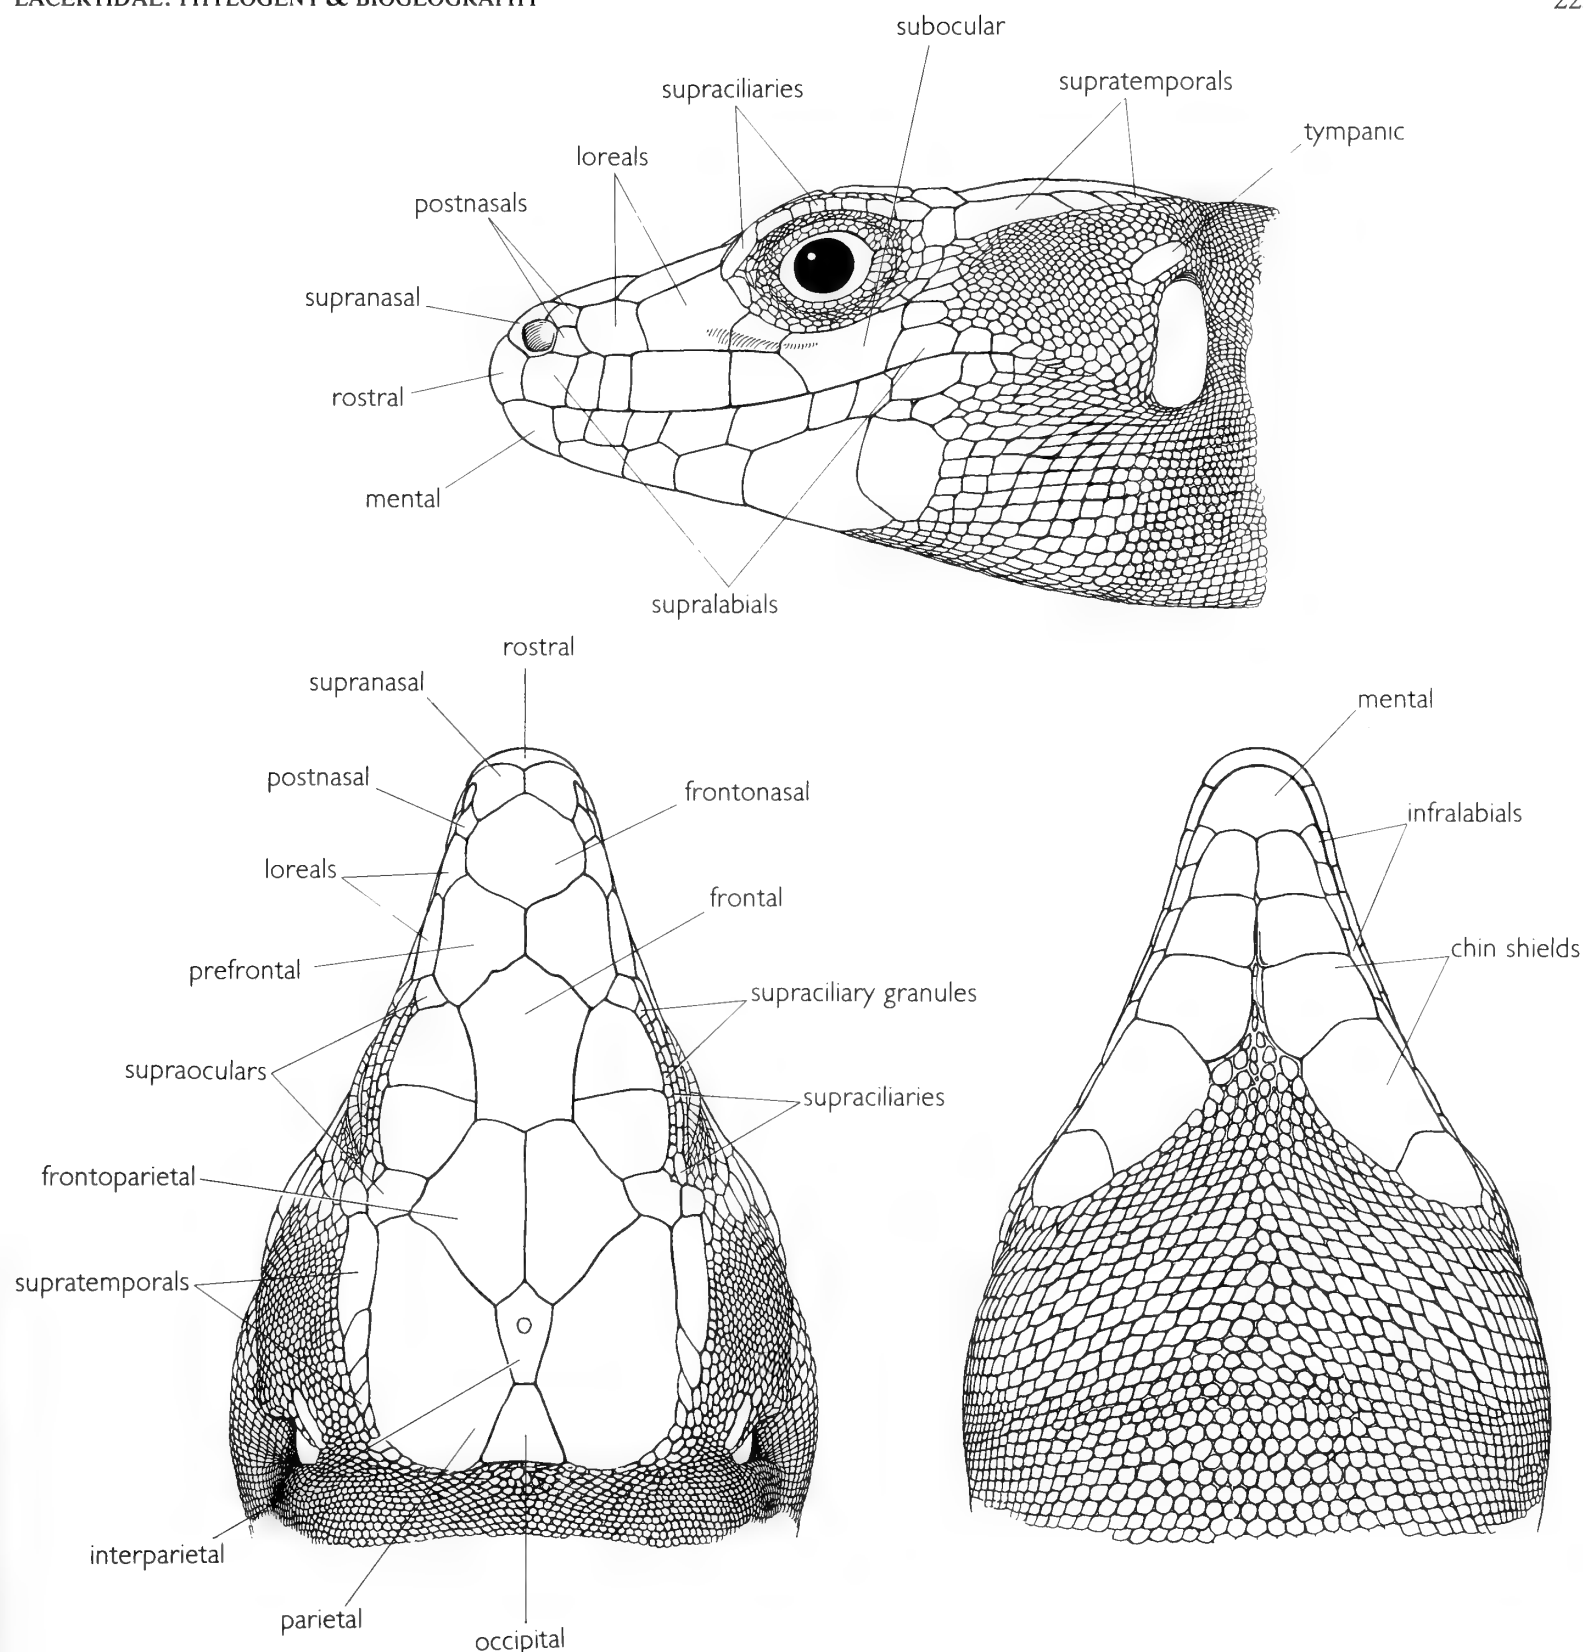 LACERTIDAE: PHYLOGENY & BIOGEOGRAPHY
22
subocular
supraciliaries
supratemporals
tympanic
loreals
postnasals
supranasal
rostral
mental
supralabials
rostral
supranasal
mental
postnasal
frontonasal
infralabials
loreals
frontal
chin shields
prefrontal
supraciliary granules
supraoculars
supraciliaries
frontoparietal
supratemporals
interparietal
parietal
occipital